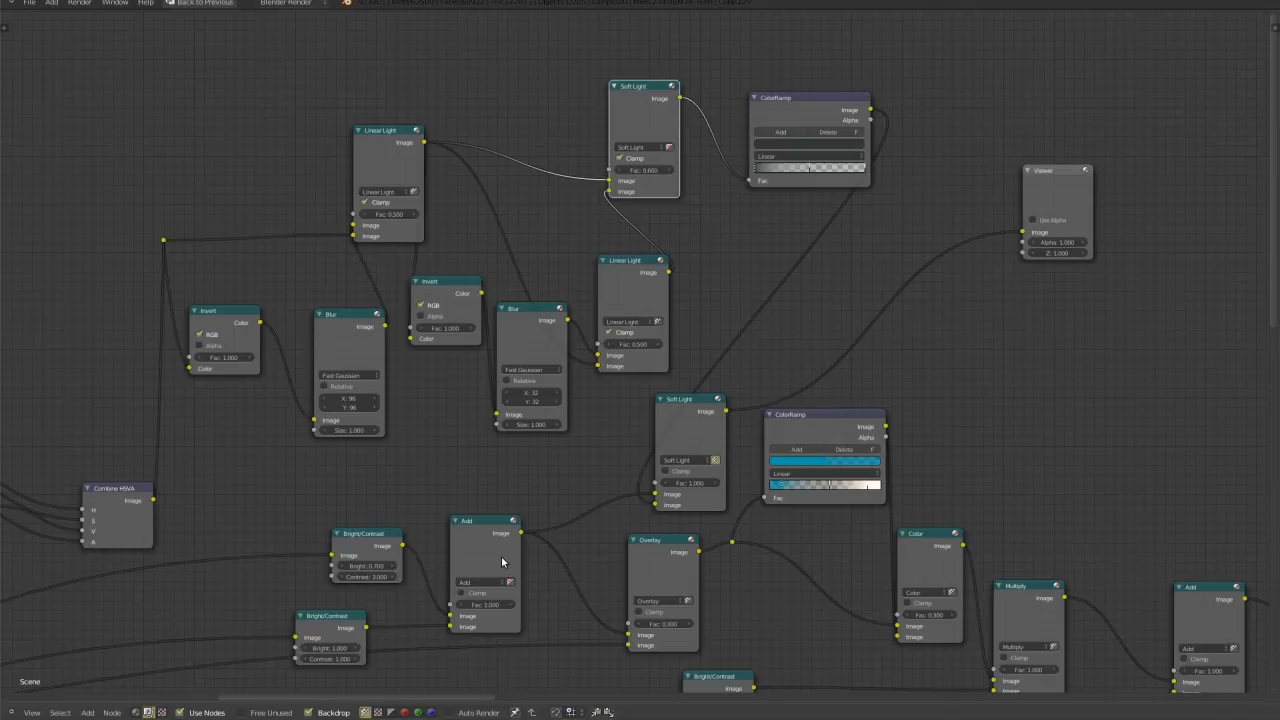 File Add Render Window Help Back to Previous Blender Render
Soft Light
Image
Soft Light
Clamp
Fac: 0.600
Image
Image
ColorRamp
Image
Alpha
Add Delete F
Linear
Fac
Linear Light
Image
Linear Light
Clamp
Fac: 0.500
Image
Image
Viewer
Use Alpha
Image
Alpha: 1.000
Z: 1.000
Invert
Color
RGB
Alpha
Fac: 1.000
Color
Blur
Image
Fast Gaussian
Relative
X: 96
Y: 96
Image
Size: 1.000
Invert
Color
RGB
Alpha
Fac: 1.000
Color
Blur
Image
Fast Gaussian
Relative
X: 32
Y: 32
Image
Size: 1.000
Linear Light
Image
Linear Light
Clamp
Fac: 0.500
Image
Image
Soft Light
Image
Soft Light
Clamp
Fac: 1.000
Image
Image
ColorRamp
Image
Alpha
Add Delete F
Linear
Fac
Combine HSVA
Image
H
S
V
A
Bright/Contrast
Image
Image
Bright: 0.700
Contrast: 3.000
Add
Image
Add
Clamp
Fac: 1.000
Image
Image
Bright/Contrast
Image
Image
Bright: 1.000
Contrast: 1.000
Overlay
Image
Overlay
Clamp
Fac: 0.300
Image
Image
Color
Image
Color
Clamp
Fac: 0.300
Image
Image
Multiply
Image
Multiply
Clamp
Fac: 1.000
Image
Add
Image
Add
Clamp
Fac: 1.000
Image
Bright/Contrast
Image
Scene
View Select Add Node Use Nodes Free Unused Backdrop Auto Render